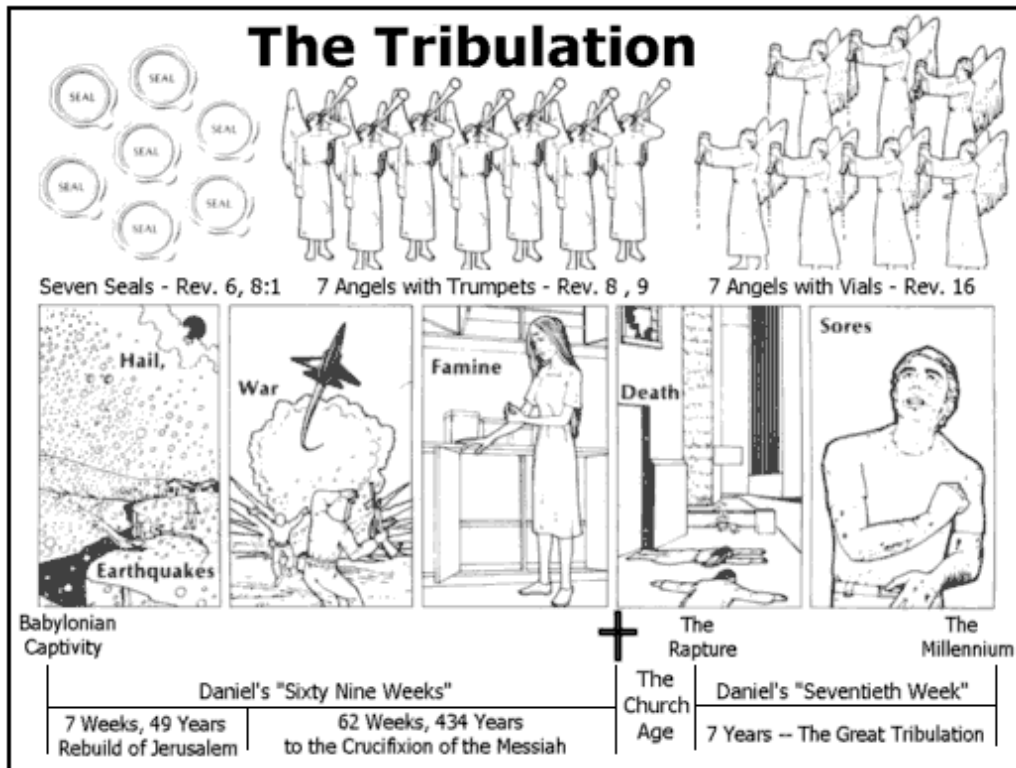 The Tribulation
SEAL
SEAL
SEAL
SEAL
SEAL
SEAL
SEAL
Seven Seals - Rev. 6, 8:1
7 Angels with Trumpets - Rev. 8 , 9
7 Angels with Vials - Rev. 16
Hail,
Earthquakes
War
Famine
Death
Sores
Babylonian
Captivity
The
Rapture
The
Millennium
Daniel's "Sixty Nine Weeks"
7 Weeks, 49 Years
Rebuild of Jerusalem
62 Weeks, 434 Years
to the Crucifixion of the Messiah
The
Church
Age
Daniel's "Seventieth Week"
7 Years -- The Great Tribulation